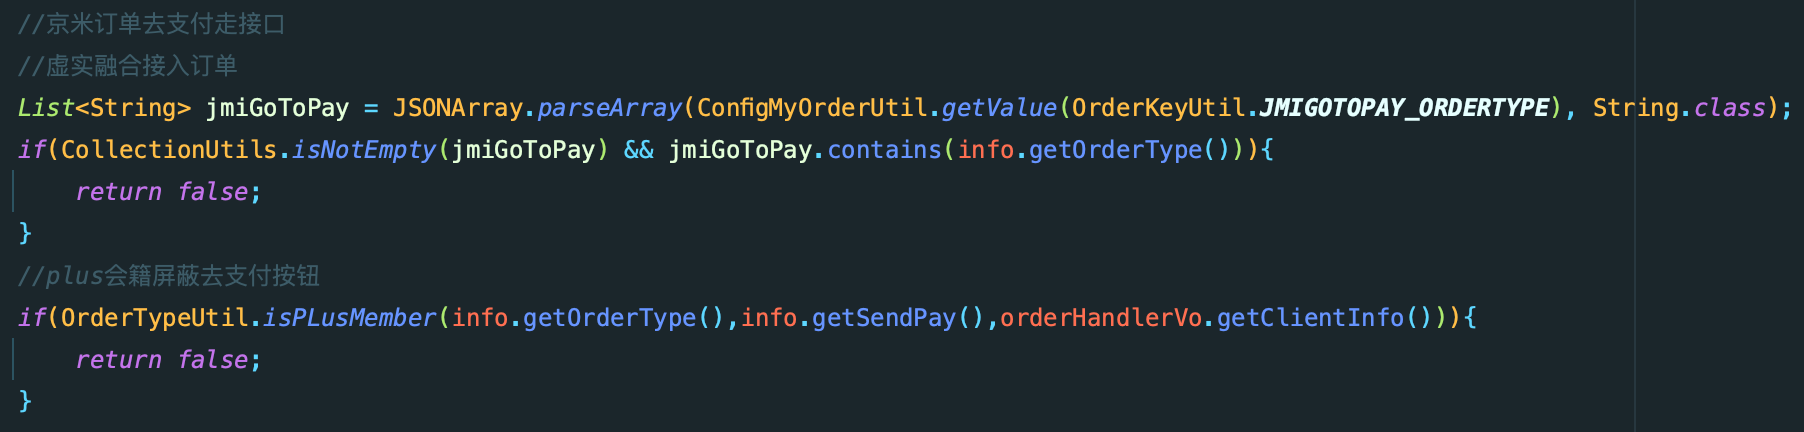 //京米订单去支付走接口
//虚实融合接入订单
List<String> jmiGoToPay = JSONArray.parseArray(ConfigMyOrderUtil.getValue(OrderKeyUtil.JMIGOTOPAY_ORDERTYPE), String.class);
if(CollectionUtils.isNotEmpty(jmiGoToPay) && jmiGoToPay.contains(info.getOrderType())){
    return false;
}
//plus会籍屏蔽去支付按钮
if(OrderTypeUtil.isPLusMember(info.getOrderType(),info.getSendPay(),orderHandlerVo.getClientInfo())){
    return false;
}